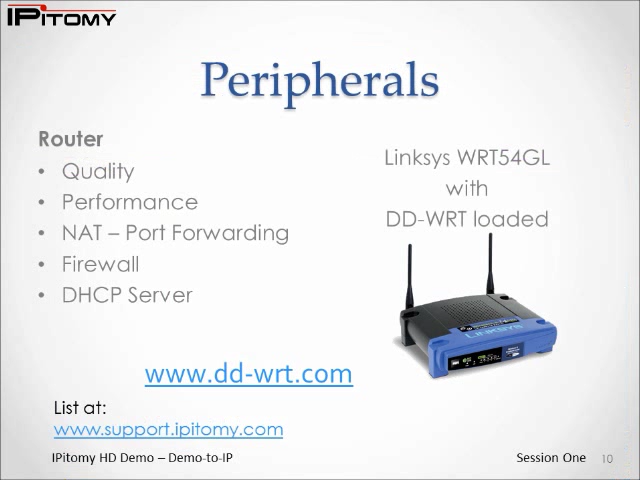 IPITOMY
Peripherals
Router
• Quality
• Performance
• NAT – Port Forwarding
• Firewall
• DHCP Server
Linksys WRT54GL
with
DD-WRT loaded
LINKSYS
www.dd-wrt.com
List at:
www.support.ipitomy.com
IPitomy HD Demo – Demo-to-IP
Session One
10